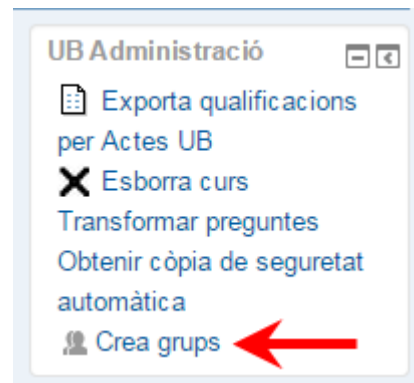 UB Administració
Exporta qualificacions
per Actes UB
Esborra curs
Transformar preguntes
Obtenir còpia de seguretat
automàtica
Crea grups